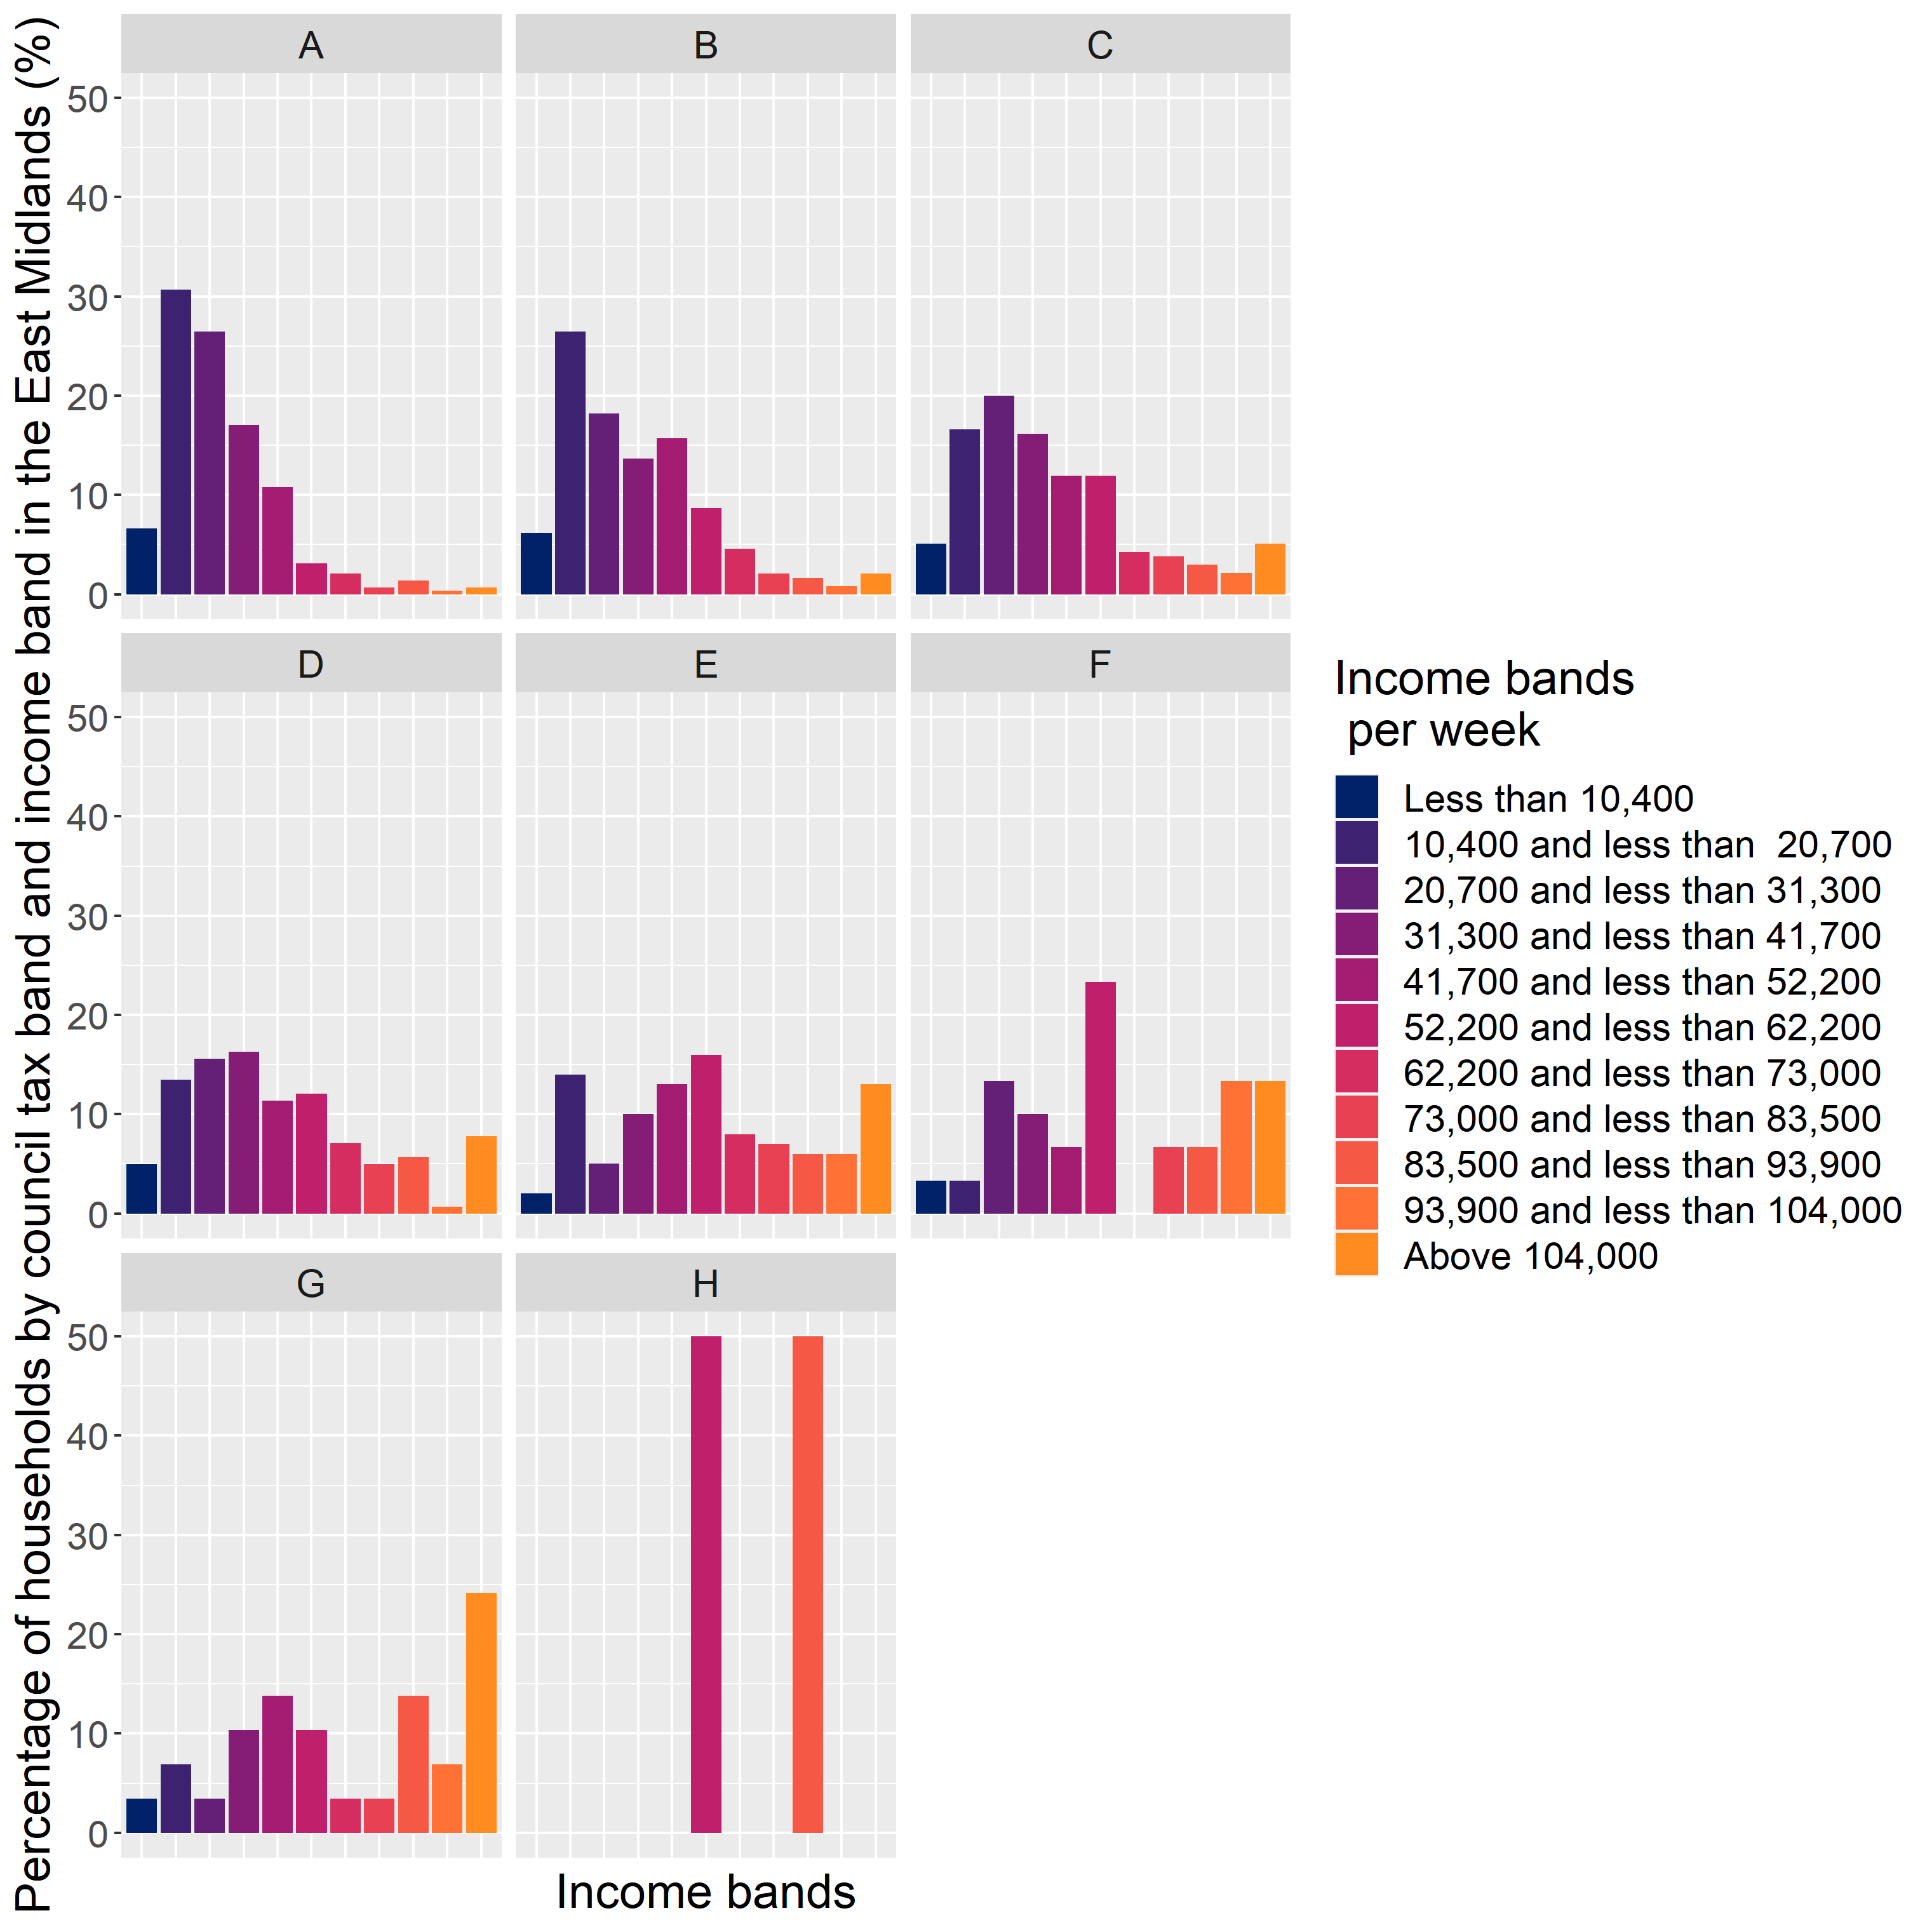 Percentage of households by council tax band and income band in the East Midlands (%)
A
B
C
50
40
30
20
10
0
D
E
F
50
40
30
20
10
0
G
H
50
40
30
20
10
0
Income bands
Income bands
per week
Less than 10,400
10,400 and less than 20,700
20,700 and less than 31,300
31,300 and less than 41,700
41,700 and less than 52,200
52,200 and less than 62,200
62,200 and less than 73,000
73,000 and less than 83,500
83,500 and less than 93,900
93,900 and less than 104,000
Above 104,000